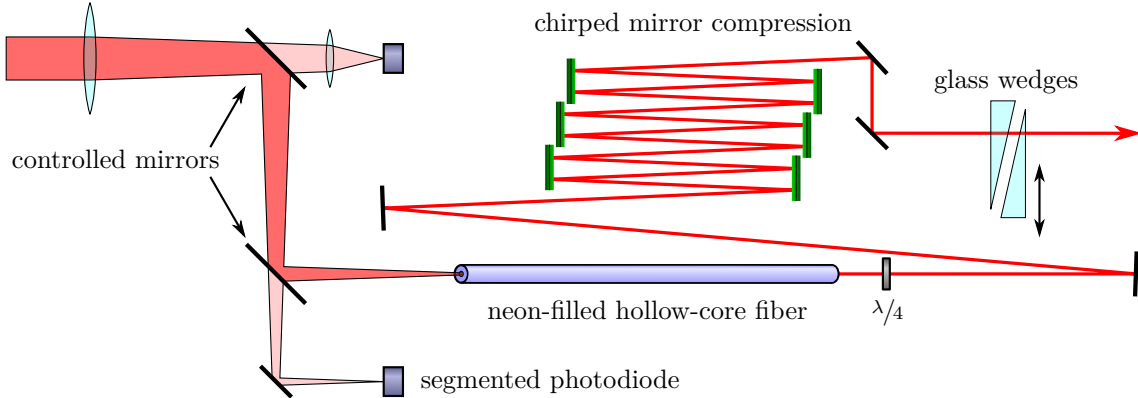 chirped mirror compression
glass wedges
controlled mirrors
neon-filled hollow-core fiber
λ/4
segmented photodiode